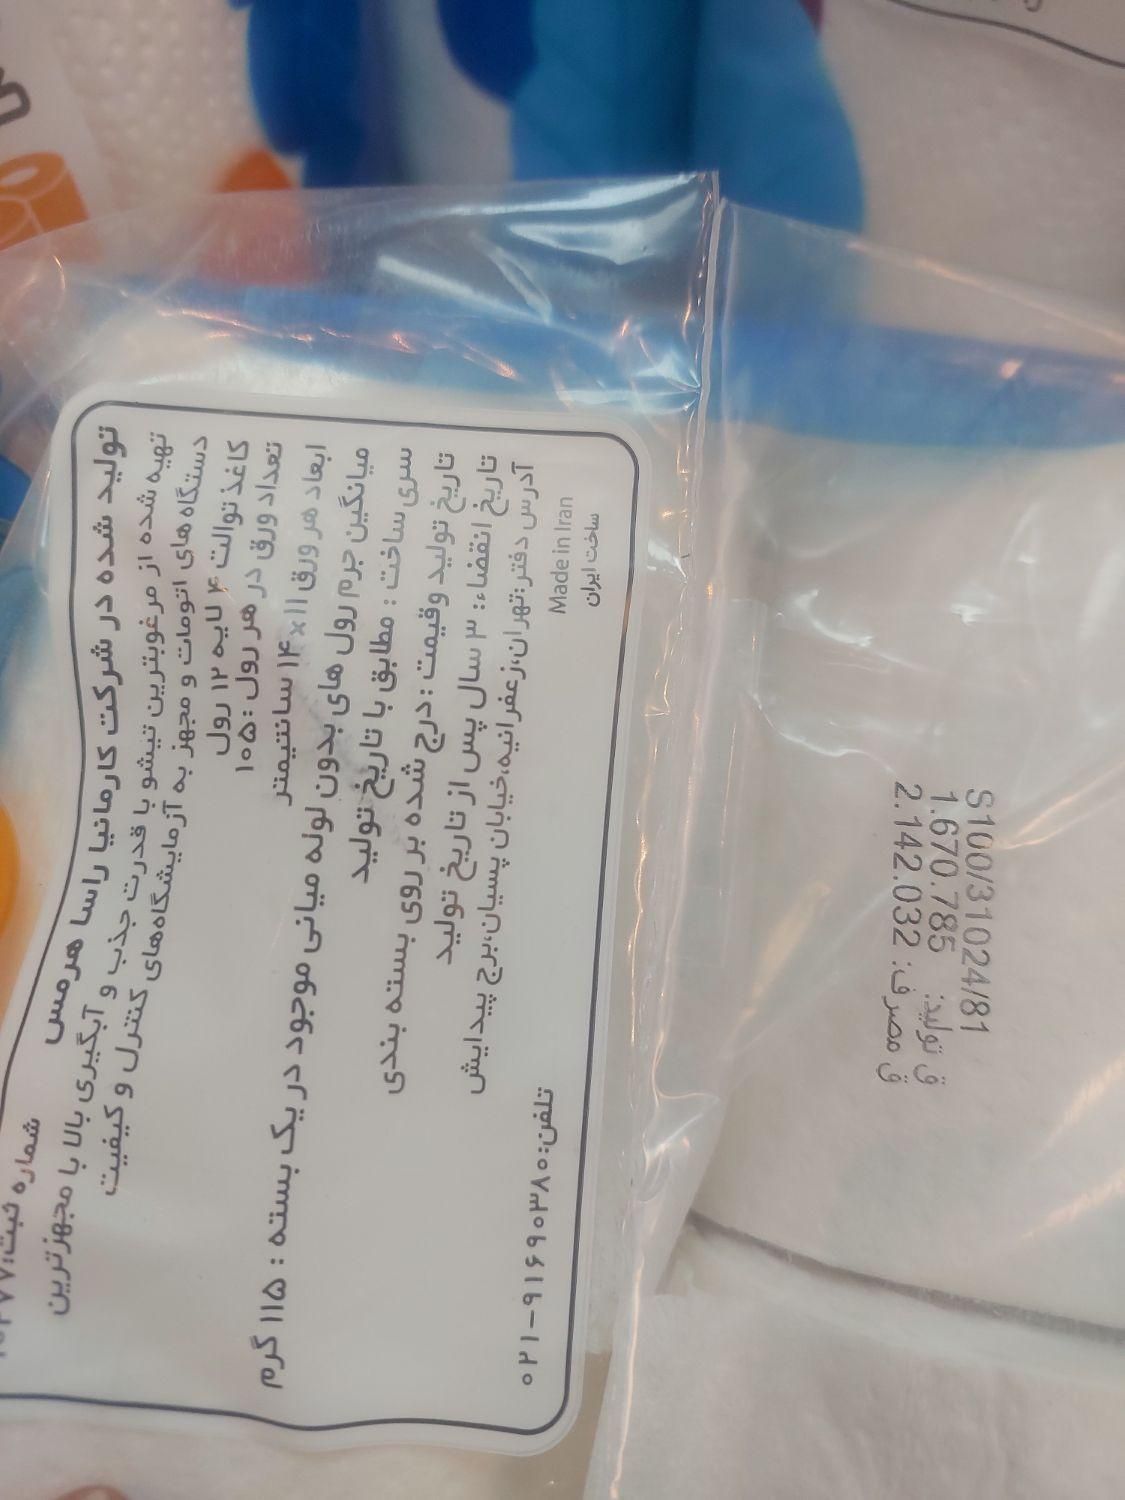 تولید شده در شرکت کارمانیا راسا هرمس
شماره ثبت:
تهیه شده از مرغوبترین تیشو با قدرت جذب و آبگیری بالا با مجهزترین
دستگاه های اتومات و مجهز به آزمایشگاه‌های کنترل و کیفیت
کاغذ توالت ۴ لایه ۱۲ رول
تعداد ورق در هر رول :۱۰۵
ابعاد هر ورق ۱۱×۱۴ سانتیمتر
میانگین جرم رول های بدون لوله میانی موجود در یک بسته : ۱۱۵ گرم
سری ساخت : مطابق با تاریخ تولید
تاریخ تولید وقیمت :درج شده بر روی بسته بندی
تاریخ انقضاء: ۳ سال پس از تاریخ تولید
آدرس دفتر:تهران،زعفرانیه،خیابان پسیان،برج پیدایش
تلفن:۰۲۱-۹۱۶۹۰۳۸۰
Made in Iran
ساخت ایران
S100/31024/81
ق تولید: 1.670.785
ق مصرف: 2.142.032